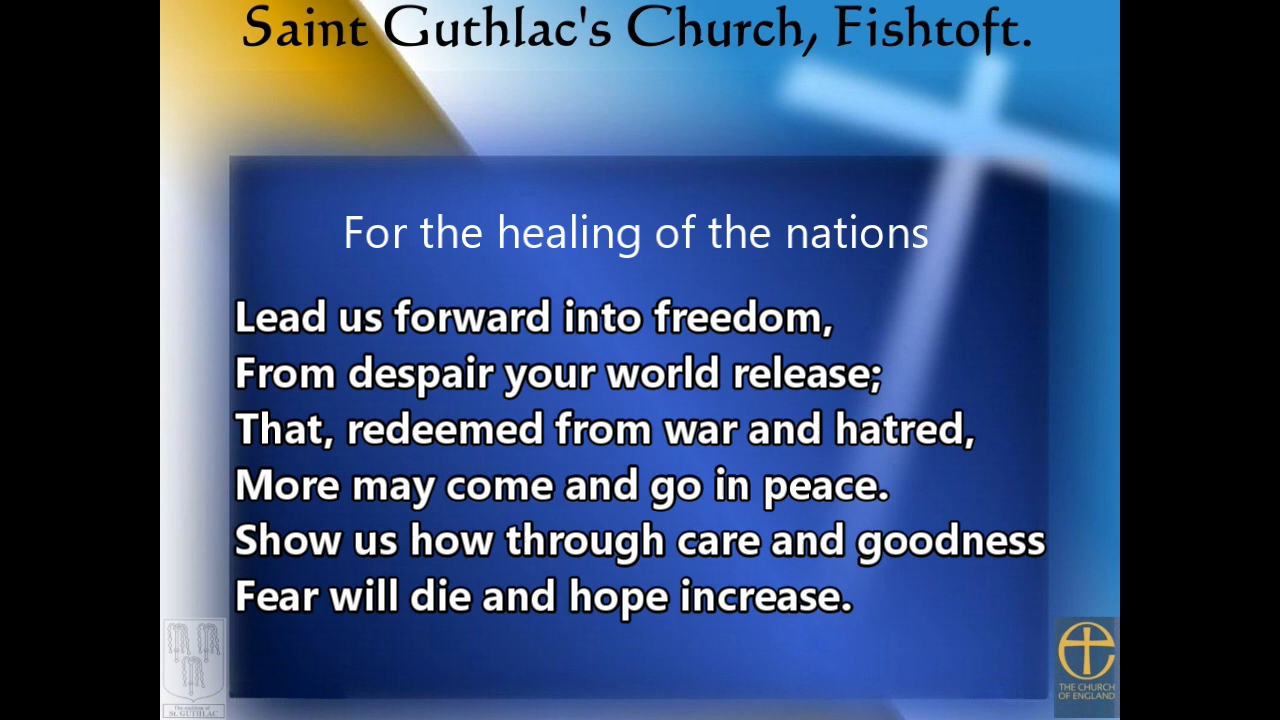 Saint Guthlac's Church, Fishtoft.
For the healing of the nations
Lead us forward into freedom,
From despair your world release;
That, redeemed from war and hatred,
More may come and go in peace.
Show us how through care and goodness
Fear will die and hope increase.
St. GUTHLAC
THE CHURCH
OF ENGLAND